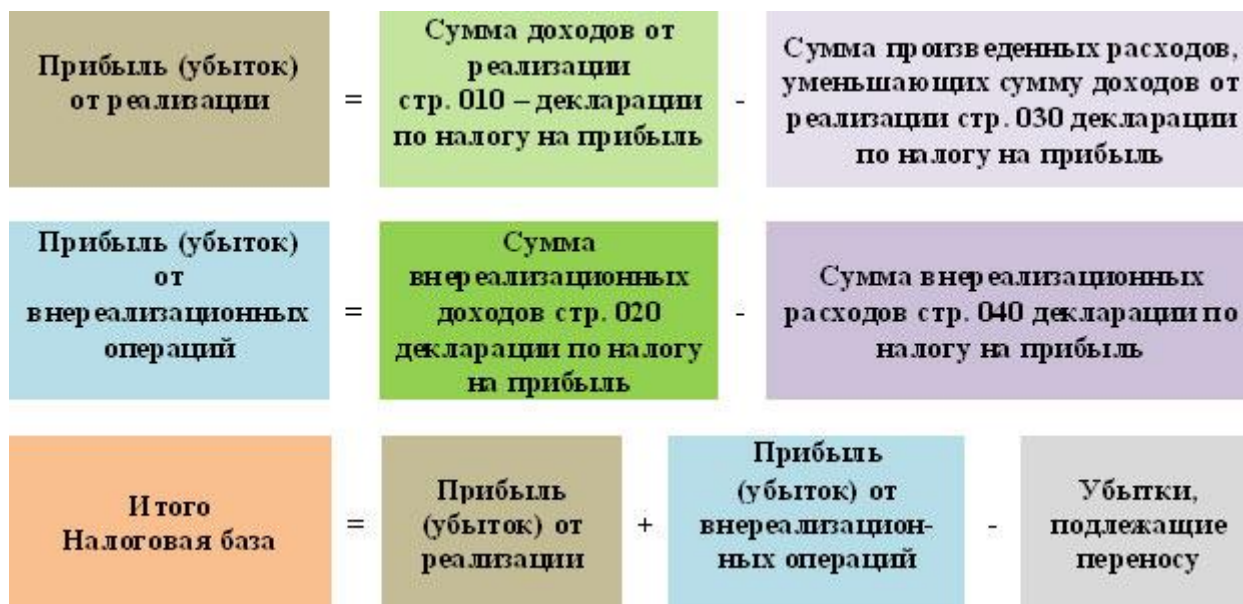 Прибыль (убыток)
от реализации
=
Сумма доходов от
реализации
стр. 010 – декларации
по налогу на прибыль
-
Сумма произведенных расходов,
уменьшающих сумму доходов от
реализации стр. 030 декларации
по налогу на прибыль
Прибыль (убыток)
от
внереализационных
операций
=
Сумма
внереализационных
доходов стр. 020
декларации по налогу
на прибыль
-
Сумма внереализационных
расходов стр. 040 декларации по
налогу на прибыль
Итого
Налоговая база
=
Прибыль
(убыток) от
реализации
+
Прибыль
(убыток) от
внереализацион-
ных операций
-
Убытки,
подлежащие
переносу